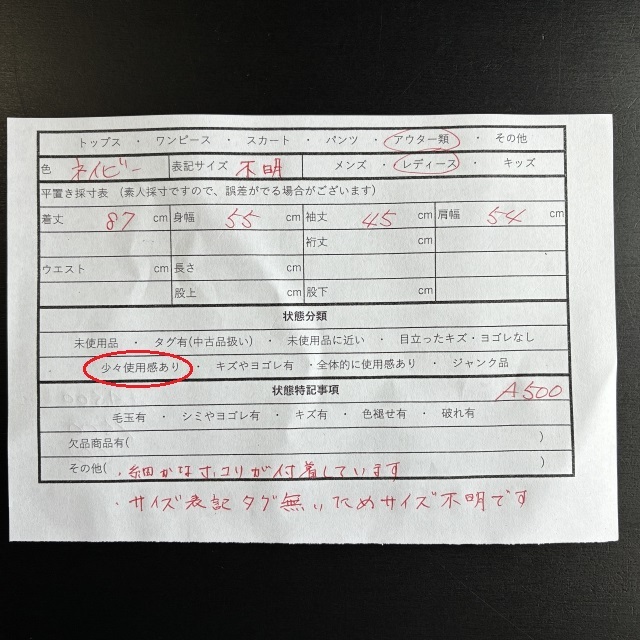 トップス ・ ワンピース ・ スカート ・ パンツ ・ アウター類 ・ その他
色 ネイビー 表記サイズ 不明 メンズ ・ レディース ・ キッズ
平置き採寸表 （素人採寸ですので、誤差がでる場合がございます）
着丈 87 cm 身幅 55 cm 袖丈 45 cm 肩幅 54 cm
裄丈 cm
ウエスト cm 長さ cm
股上 cm 股下 cm
状態分類
未使用品 ・ タグ有(中古品扱い) ・ 未使用品に近い ・ 目立ったキズ・ヨゴレなし
少々使用感あり ・ キズやヨゴレ有 ・全体的に使用感あり ・ ジャンク品
状態特記事項 A500
毛玉有 ・ シミやヨゴレ有 ・ キズ有 ・ 色褪せ有 ・ 破れ有
欠品商品有( )
その他( ・細かなホコリが付着しています )
・サイズ表記タグ無いためサイズ不明です